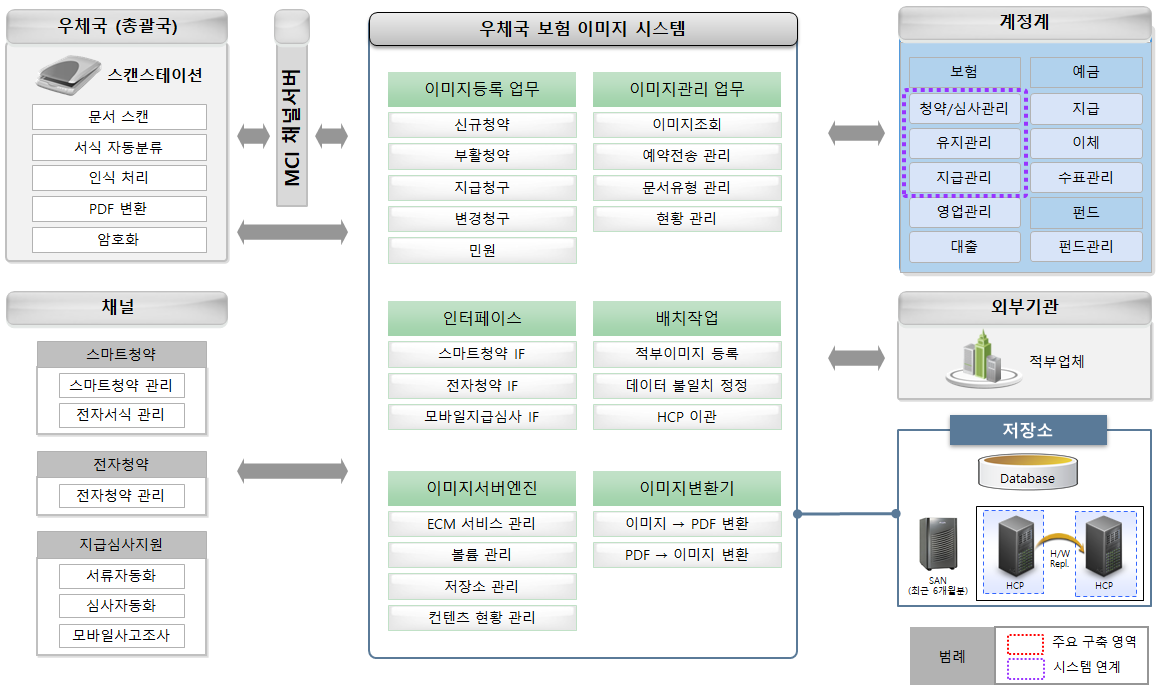 우체국 (총괄국)
스캔스테이션
문서 스캔
서식 자동분류
인식 처리
PDF 변환
암호화
채널
스마트청약
스마트청약 관리
전자서식 관리
전자청약
전자청약 관리
지급심사지원
서류자동화
심사자동화
모바일사고조사
MCI 채널서버
우체국 보험 이미지 시스템
이미지등록 업무
신규청약
부활청약
지급청구
변경청구
민원
이미지관리 업무
이미지조회
예약전송 관리
문서유형 관리
현황 관리
인터페이스
스마트청약 IF
전자청약 IF
모바일지급심사 IF
배치작업
적부이미지 등록
데이터 불일치 정정
HCP 이관
이미지서버엔진
ECM 서비스 관리
볼륨 관리
저장소 관리
컨텐츠 현황 관리
이미지변환기
이미지 → PDF 변환
PDF → 이미지 변환
계정계
보험
청약/심사관리
유지관리
지급관리
영업관리
대출
예금
지급
이체
수표관리
펀드
펀드관리
외부기관
적부업체
저장소
Database
SAN
(최근 6개월분)
HCP
H/W
Repl.
HCP
범례
주요 구축 영역
시스템 연계